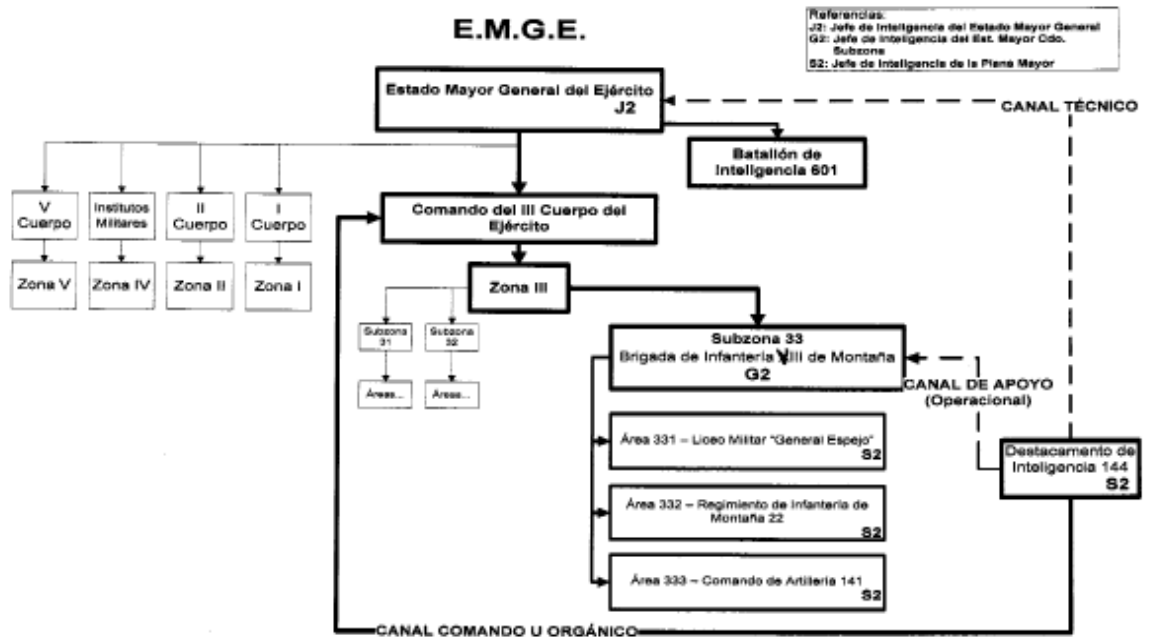 E.M.G.E.
Referencias:
J2: Jefe de Inteligencia del Estado Mayor General
G2: Jefe de Inteligencia del Est. Mayor Cdo.
Subzona
S2: Jefe de Inteligencia de la Plana Mayor
Estado Mayor General del Ejército
J2
CANAL TÉCNICO
Batallón de
Inteligencia 601
V
Cuerpo
Institutos
Militares
II
Cuerpo
I
Cuerpo
Comando del III Cuerpo del
Ejército
Zona V
Zona IV
Zona II
Zona I
Zona III
Subzona
31
Subzona
32
Áreas...
Áreas...
Subzona 33
Brigada de Infantería VIII de Montaña
G2
CANAL DE APOYO
(Operacional)
Área 331 – Liceo Militar "General Espejo"
S2
Destacamento de
Inteligencia 144
S2
Área 332 – Regimiento de Infantería de
Montaña 22
S2
Área 333 – Comando de Artillería 141
S2
CANAL COMANDO U ORGÁNICO